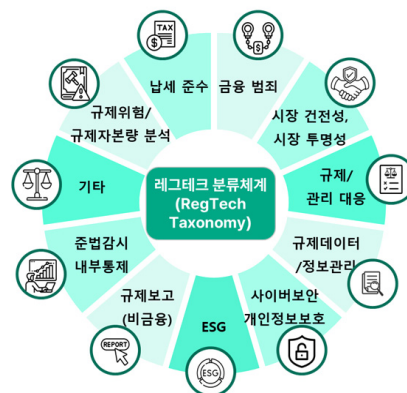 TAX
납세 준수
금융 범죄
시장 건전성,
시장 투명성
규제/
관리 대응
규제데이터
/정보관리
사이버보안
개인정보보호
ESG
ESG
규제보고
(비금융)
REPORT
준법감시
내부통제
기타
규제위험/
규제자본량 분석
레그테크 분류체계
(RegTech
Taxonomy)